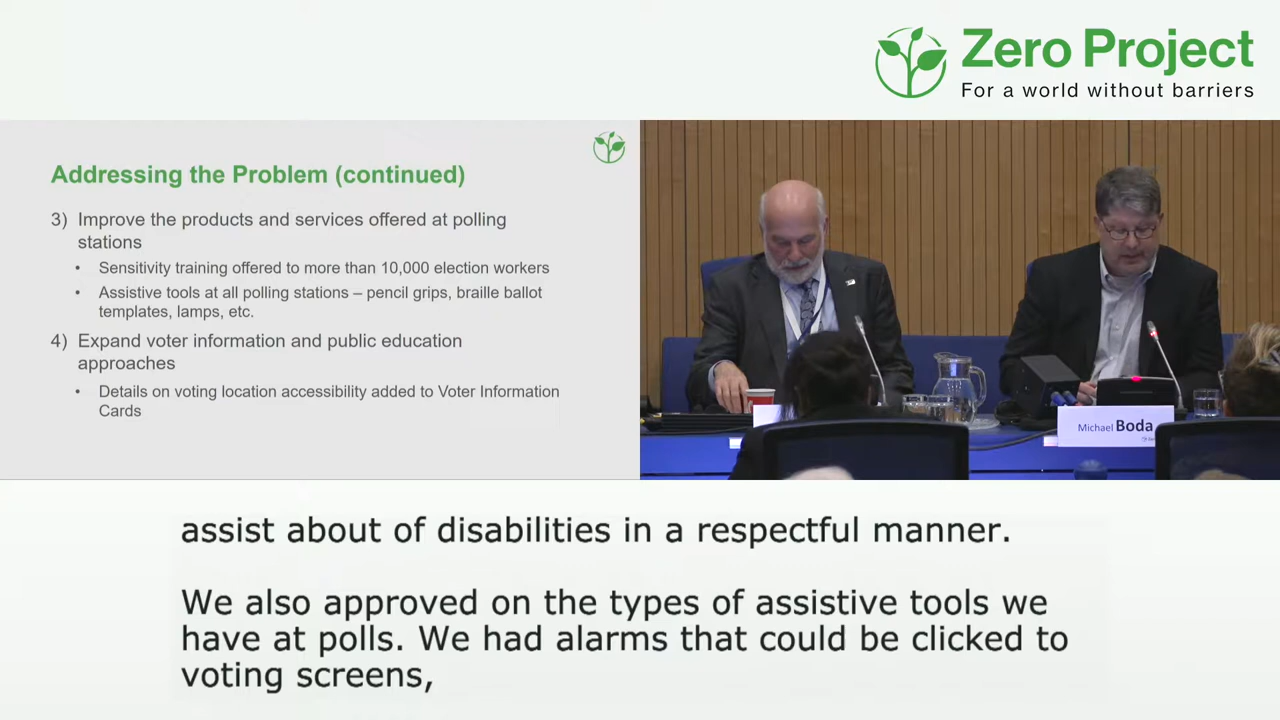 Zero Project
For a world without barriers
Addressing the Problem (continued)
3) Improve the products and services offered at polling
stations
• Sensitivity training offered to more than 10,000 election workers
• Assistive tools at all polling stations – pencil grips, braille ballot
templates, lamps, etc.
4) Expand voter information and public education
approaches
• Details on voting location accessibility added to Voter Information
Cards
Michael Boda
assist about of disabilities in a respectful manner.
We also approved on the types of assistive tools we
have at polls. We had alarms that could be clicked to
voting screens,